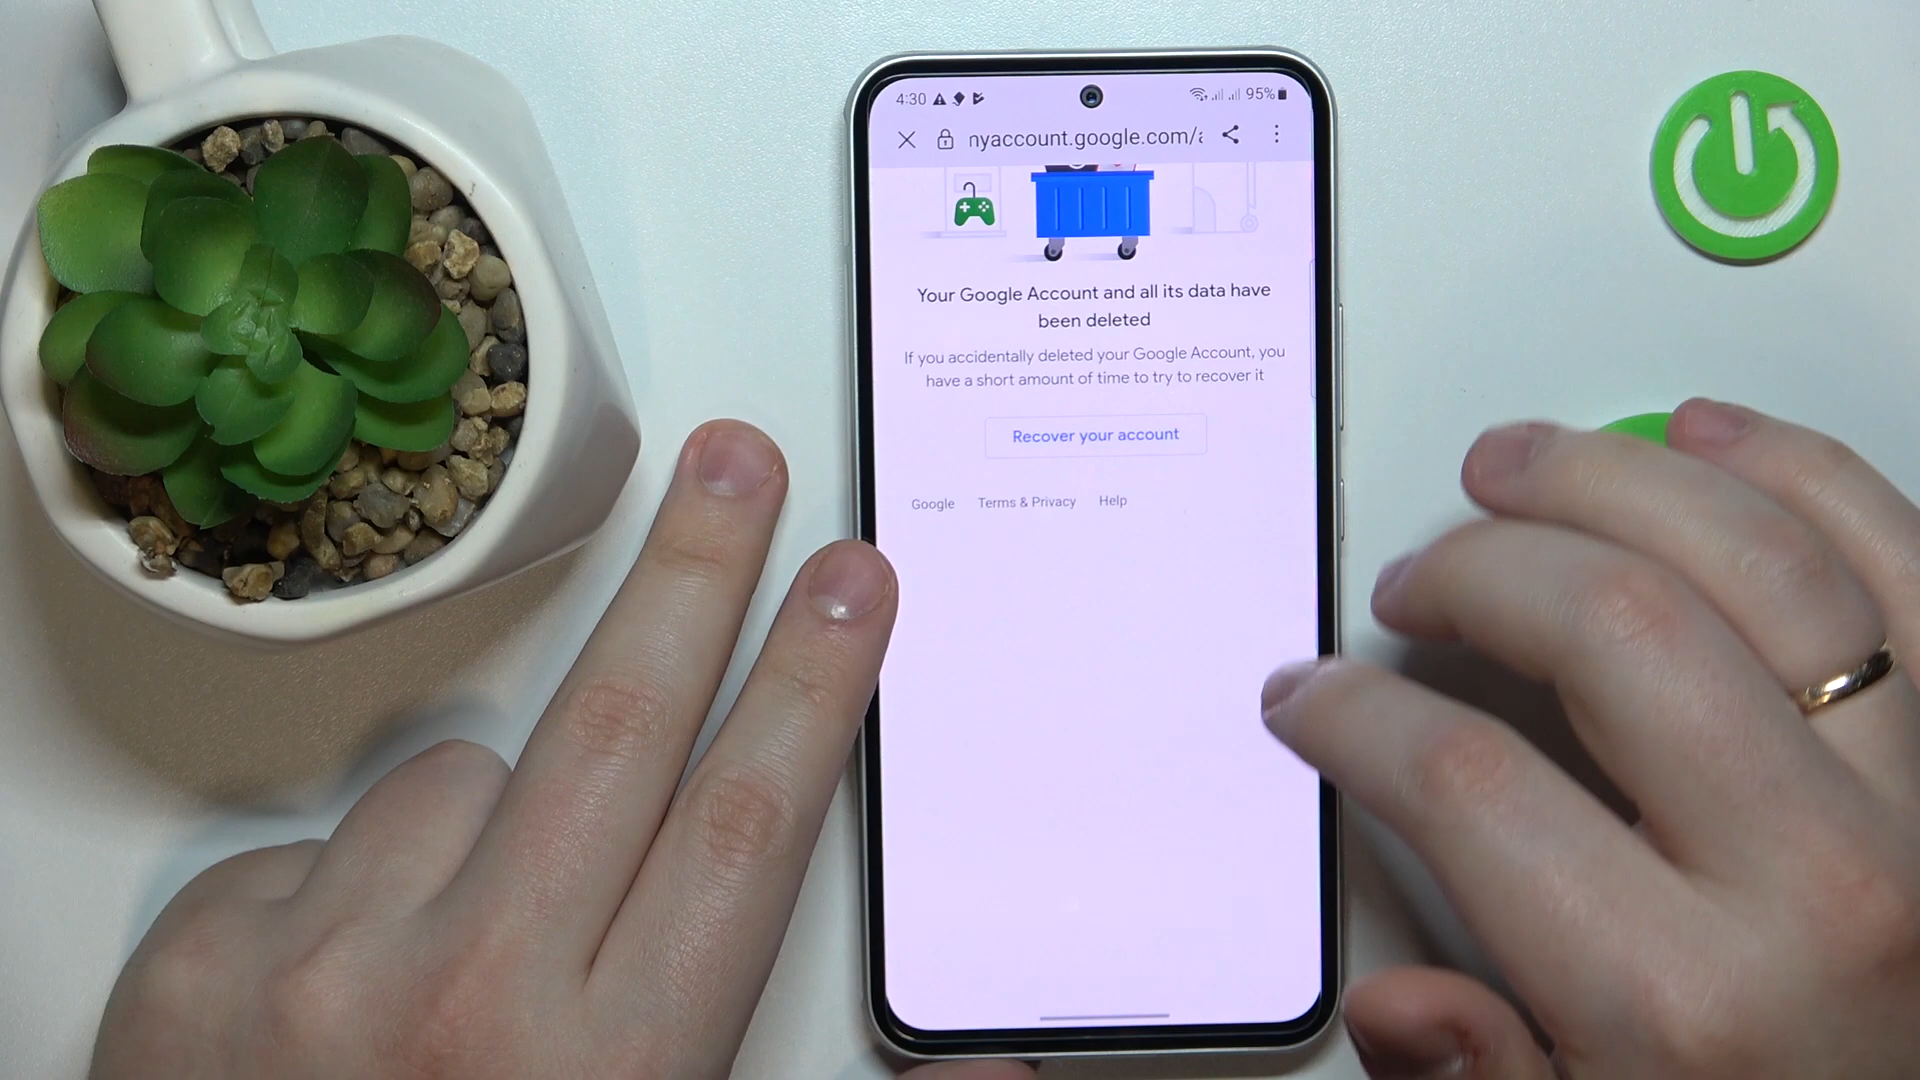 4:30 95%
nyaccount.google.com/
Your Google Account and all its data have
been deleted
If you accidentally deleted your Google Account, you
have a short amount of time to try to recover it
Recover your account
Google Terms & Privacy Help